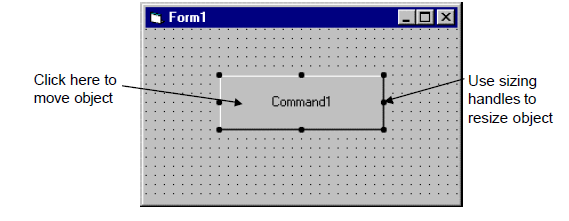 Form1
Click here to
move object
Command1
Use sizing
handles to
resize object